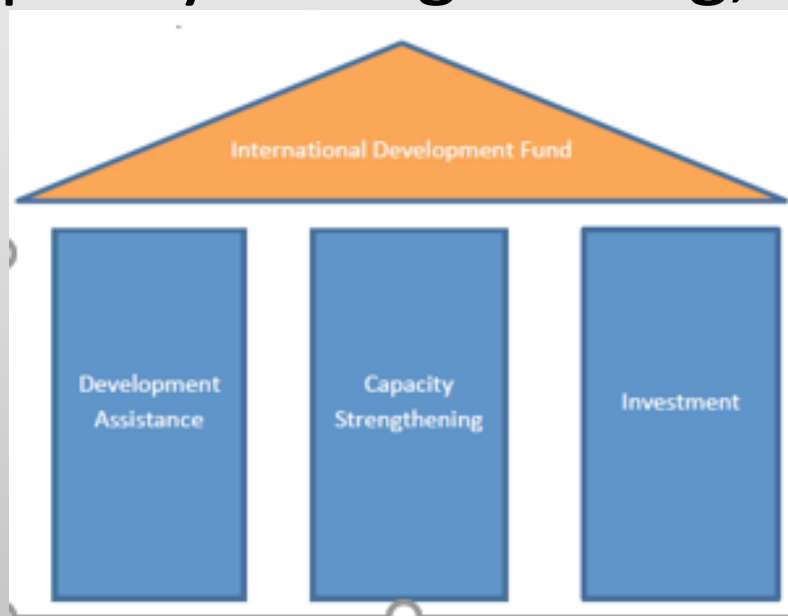 International Development Fund
Development
Assistance
Capacity
Strengthening
Investment